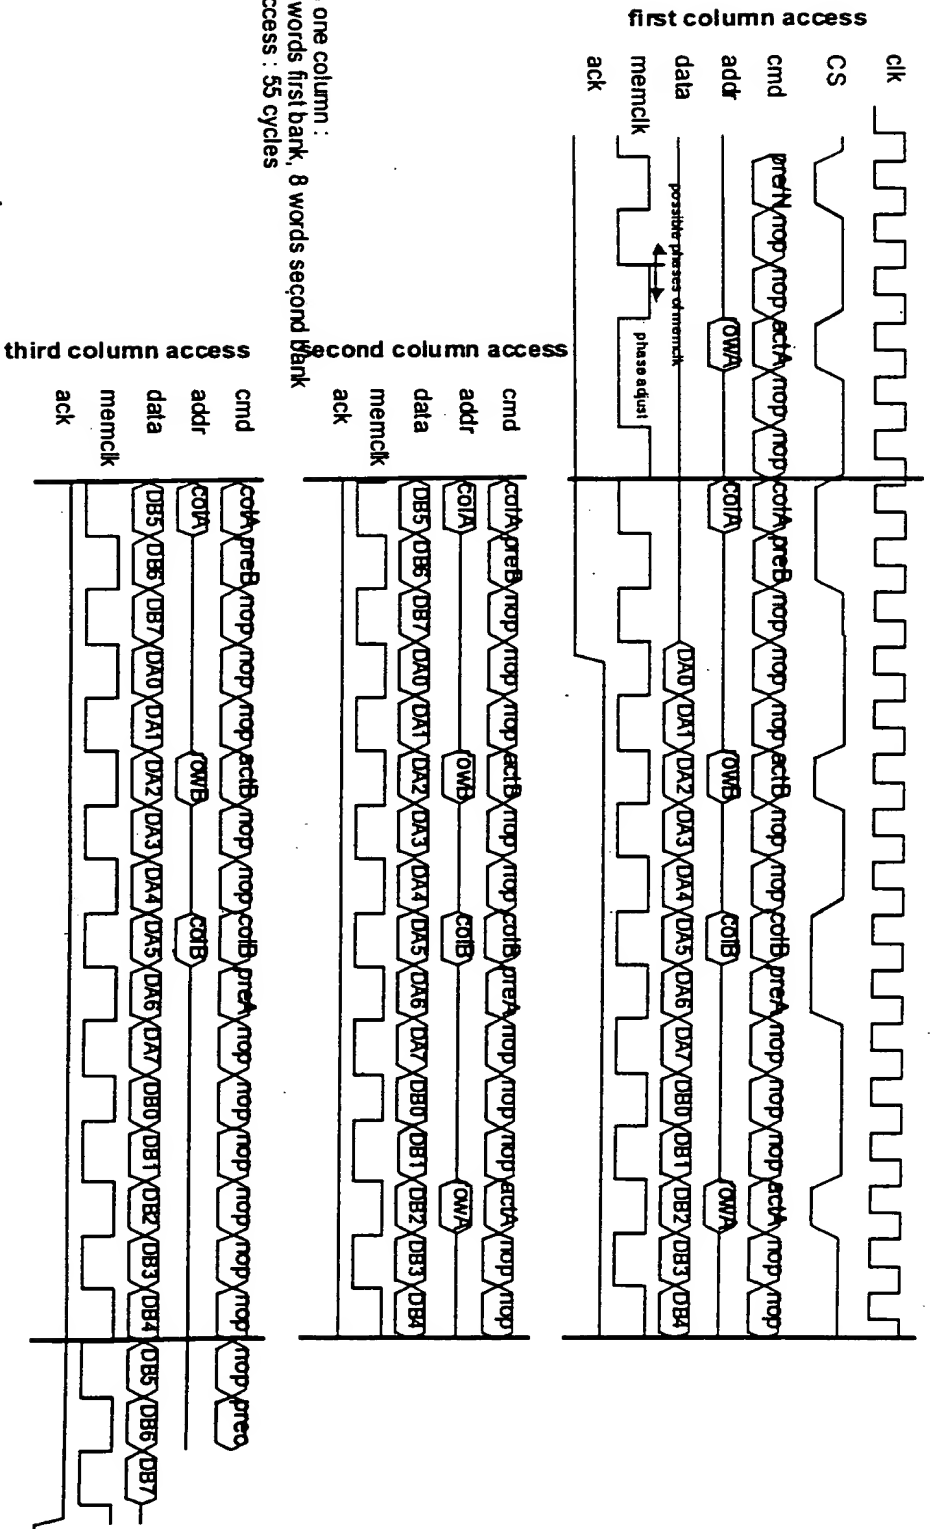 first column access
clk
CS
cmd pre/N nop nop actA nop nop colA preB nop nop nop actB nop nop colB preA nop nop nop actA nop nop
addr rowA colA rowB colB rowA
data DA0 DA1 DA2 DA3 DA4 DA5 DA6 DA7 DB0 DB1 DB2 DB3 DB4
possible phases of memclk
memclk phase adjust
ack
one column :
words first bank, 8 words second bank
ccess : 55 cycles
second column access
cmd colA preB nop nop nop actB nop nop colB preA nop nop nop actA nop nop
addr colA rowB colB rowA
data DB5 DB6 DB7 DA0 DA1 DA2 DA3 DA4 DA5 DA6 DA7 DB0 DB1 DB2 DB3 DB4
memclk
ack
third column access
cmd colA preB nop nop nop actB nop nop colB preA nop nop nop nop nop nop nop prec
addr colA rowB colB
data DB5 DB6 DB7 DA0 DA1 DA2 DA3 DA4 DA5 DA6 DA7 DB0 DB1 DB2 DB3 DB4 DB5 DB6 DB7
memclk
ack